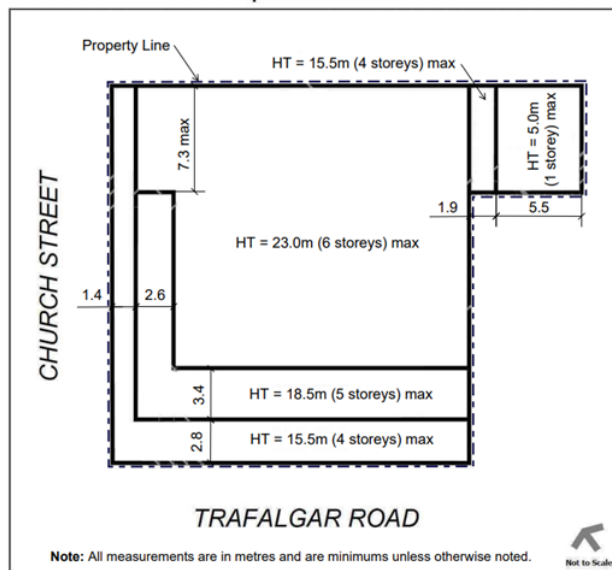 Property Line
HT = 15.5m (4 storeys) max
7.3 max
HT = 5.0m
(1 storey) max
1.9
5.5
CHURCH STREET
HT = 23.0m (6 storeys) max
1.4
2.6
3.4
HT = 18.5m (5 storeys) max
2.8
HT = 15.5m (4 storeys) max
TRAFALGAR ROAD
Note: All measurements are in metres and are minimums unless otherwise noted.
Not to Scale